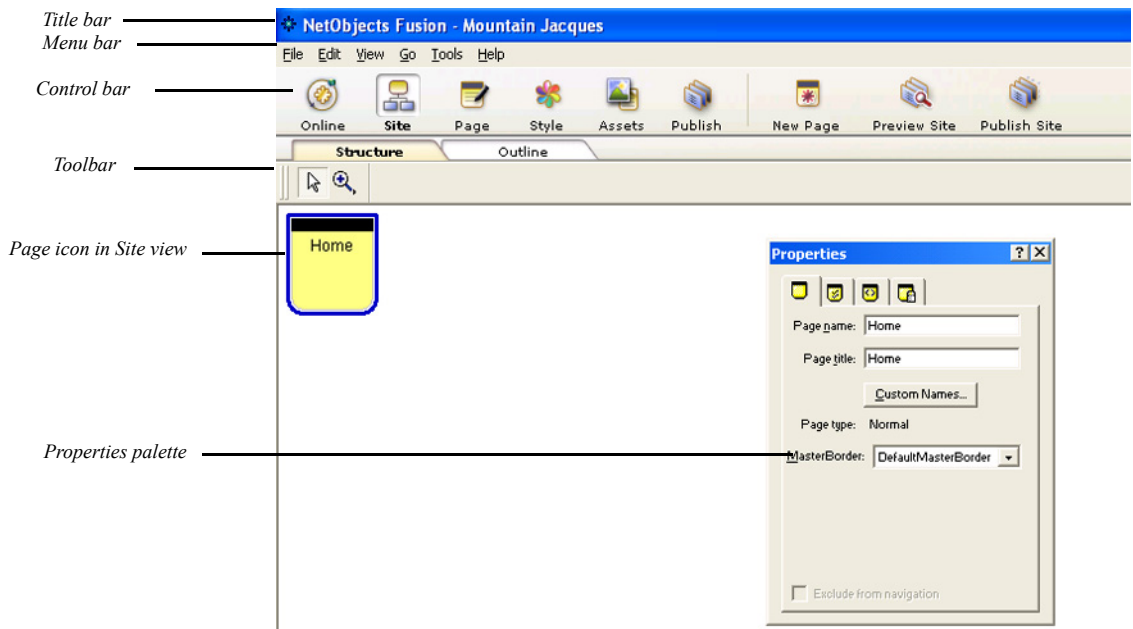 Title bar
NetObjects Fusion - Mountain Jacques
Menu bar
File Edit View Go Tools Help
Control bar
Online Site Page Style Assets Publish New Page Preview Site Publish Site
Structure Outline
Toolbar
Page icon in Site view
Home
Properties
Page name: Home
Page title: Home
Custom Names...
Page type: Normal
Properties palette
MasterBorder: DefaultMasterBorder
Exclude from navigation